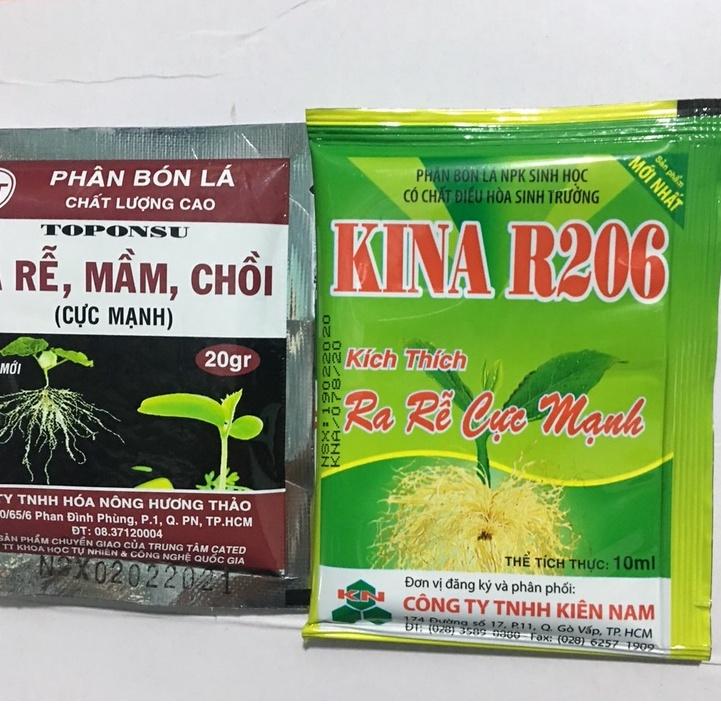 PHÂN BÓN LÁ
CHẤT LƯỢNG CAO
TOPONSU
RỄ, MẦM, CHỒI
(CỰC MẠNH)
MỚI
20gr
TY TNHH HÓA NÔNG HƯƠNG THẢO
0/65/6 Phan Đình Phùng, P.1, Q. PN, TP.HCM
ĐT: 08.37120004
SẢN PHẨM CHUYỂN GIAO CỦA TRUNG TÂM CATED
TT KHOA HỌC TỰ NHIÊN & CÔNG NGHỆ QUỐC GIA
NSX02022021
PHÂN BÓN LÁ NPK SINH HỌC
CÓ CHẤT ĐIỀU HÒA SINH TRƯỞNG
Sản phẩm
MỚI NHẤT
KINA R206
Kích Thích
Ra Rễ Cực Mạnh
NSX: 19022020
KNA/078/20
THỂ TÍCH THỰC: 10ml
KN
Đơn vị đăng ký và phân phối:
CÔNG TY TNHH KIÊN NAM
174 Đường số 17, P.11, Q. Gò Vấp, TP. HCM
ĐT: (028) 3589 0880 Fax: (028) 6257 1909